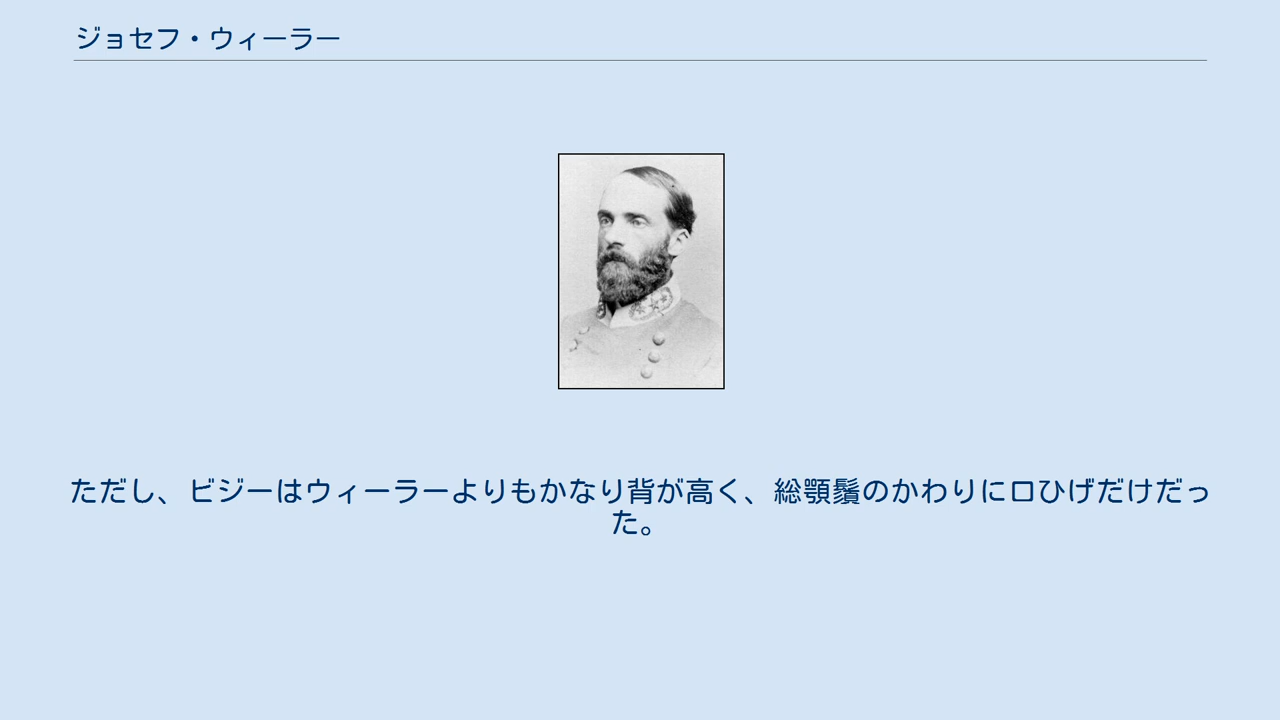 ジョセフ・ウィーラー
ただし、ビジーはウィーラーよりもかなり背が高く、総顎鬚のかわりに口ひげだけだっ
た。